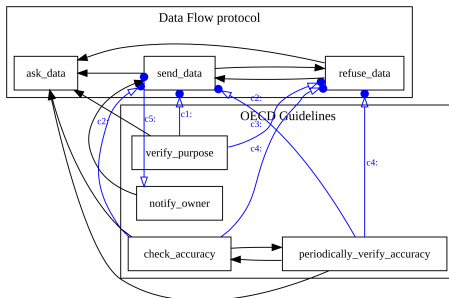 Data Flow protocol
ask_data
send_data
refuse_data
c2:
c2:
c5:
c1:
c3:
OECD Guidelines
c4:
verify_purpose
c4:
notify_owner
check_accuracy
periodically_verify_accuracy